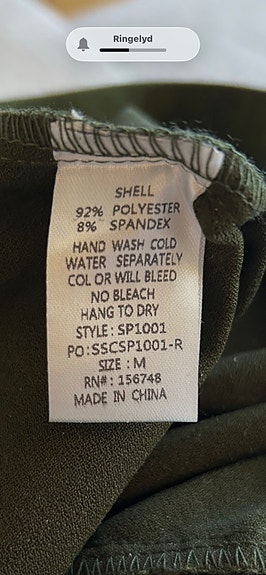 Ringelyd
SHELL
92% POLYESTER
8% SPANDEX
HAND WASH COLD
WATER SEPARATELY
COL OR WILL BLEED
NO BLEACH
HANG TO DRY
STYLE: SP1001
PO:SSCSP1001-R
SIZE : M
RN#: 156748
MADE IN CHINA